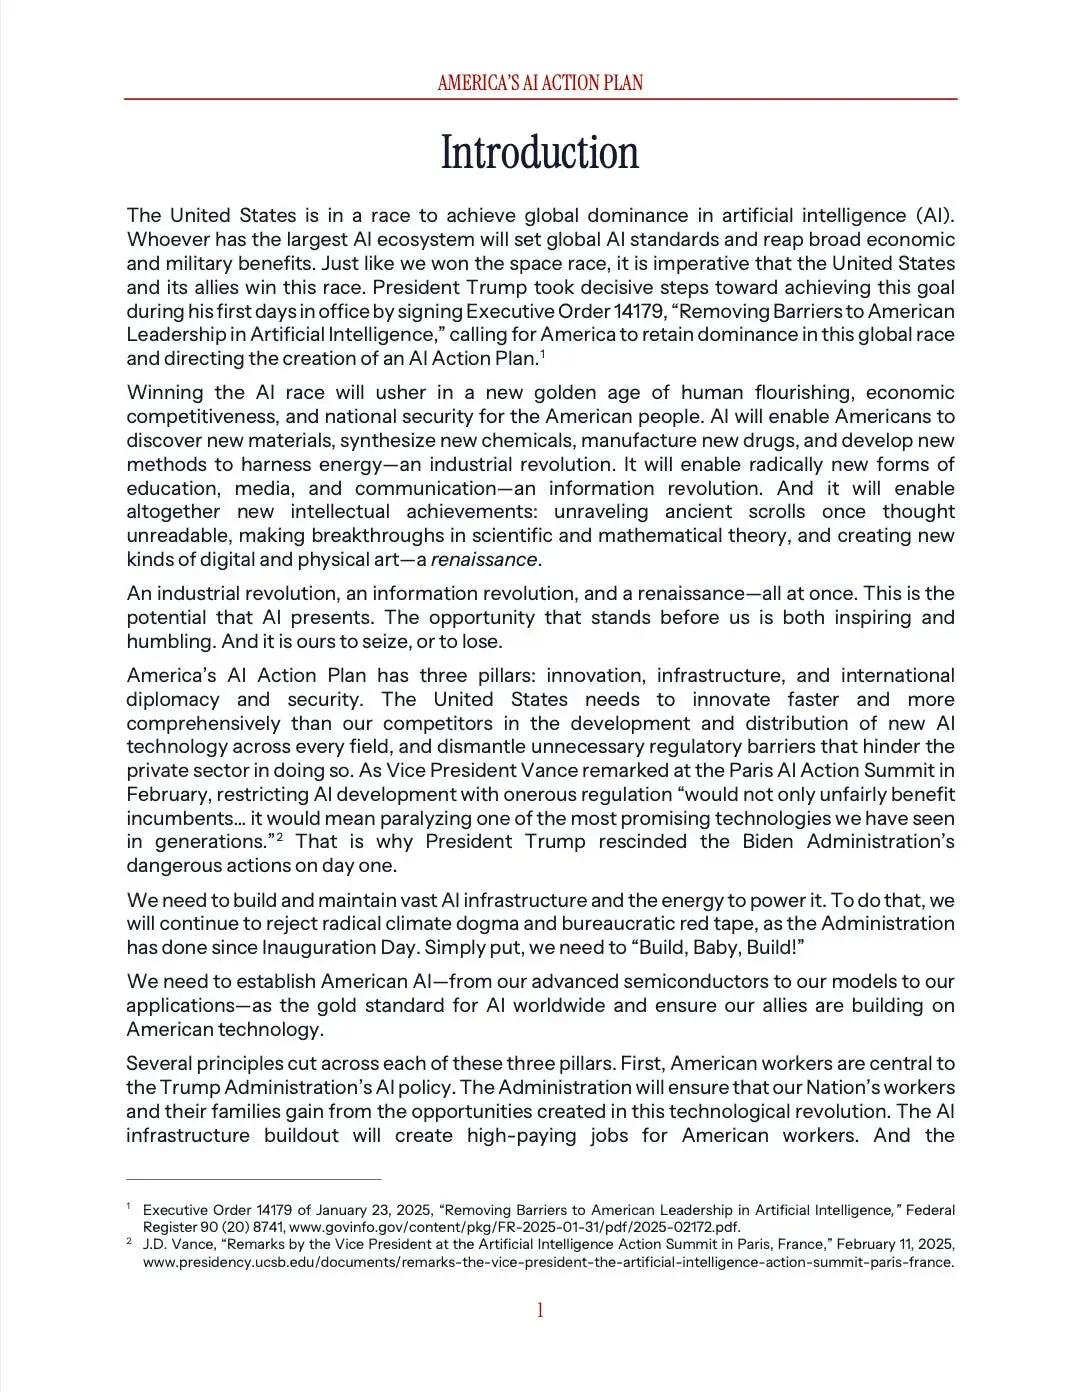 AMERICA’S AI ACTION PLAN
Introduction
The United States is in a race to achieve global dominance in artificial intelligence (AI).
Whoever has the largest AI ecosystem will set global AI standards and reap broad economic
and military benefits. Just like we won the space race, it is imperative that the United States
and its allies win this race. President Trump took decisive steps toward achieving this goal
during his first days in office by signing Executive Order 14179, “Removing Barriers to American
Leadership in Artificial Intelligence,” calling for America to retain dominance in this global race
and directing the creation of an AI Action Plan.¹
Winning the AI race will usher in a new golden age of human flourishing, economic
competitiveness, and national security for the American people. AI will enable Americans to
discover new materials, synthesize new chemicals, manufacture new drugs, and develop new
methods to harness energy—an industrial revolution. It will enable radically new forms of
education, media, and communication—an information revolution. And it will enable
altogether new intellectual achievements: unraveling ancient scrolls once thought
unreadable, making breakthroughs in scientific and mathematical theory, and creating new
kinds of digital and physical art—a renaissance.
An industrial revolution, an information revolution, and a renaissance—all at once. This is the
potential that AI presents. The opportunity that stands before us is both inspiring and
humbling. And it is ours to seize, or to lose.
America’s AI Action Plan has three pillars: innovation, infrastructure, and international
diplomacy and security. The United States needs to innovate faster and more
comprehensively than our competitors in the development and distribution of new AI
technology across every field, and dismantle unnecessary regulatory barriers that hinder the
private sector in doing so. As Vice President Vance remarked at the Paris AI Action Summit in
February, restricting AI development with onerous regulation “would not only unfairly benefit
incumbents… it would mean paralyzing one of the most promising technologies we have seen
in generations.”² That is why President Trump rescinded the Biden Administration’s
dangerous actions on day one.
We need to build and maintain vast AI infrastructure and the energy to power it. To do that, we
will continue to reject radical climate dogma and bureaucratic red tape, as the Administration
has done since Inauguration Day. Simply put, we need to “Build, Baby, Build!”
We need to establish American AI—from our advanced semiconductors to our models to our
applications—as the gold standard for AI worldwide and ensure our allies are building on
American technology.
Several principles cut across each of these three pillars. First, American workers are central to
the Trump Administration’s AI policy. The Administration will ensure that our Nation’s workers
and their families gain from the opportunities created in this technological revolution. The AI
infrastructure buildout will create high-paying jobs for American workers. And the
¹ Executive Order 14179 of January 23, 2025, “Removing Barriers to American Leadership in Artificial Intelligence,” Federal
Register 90 (20) 8741, www.govinfo.gov/content/pkg/FR-2025-01-31/pdf/2025-02172.pdf.
² J.D. Vance, “Remarks by the Vice President at the Artificial Intelligence Action Summit in Paris, France,” February 11, 2025,
www.presidency.ucsb.edu/documents/remarks-the-vice-president-the-artificial-intelligence-action-summit-paris-france.
1